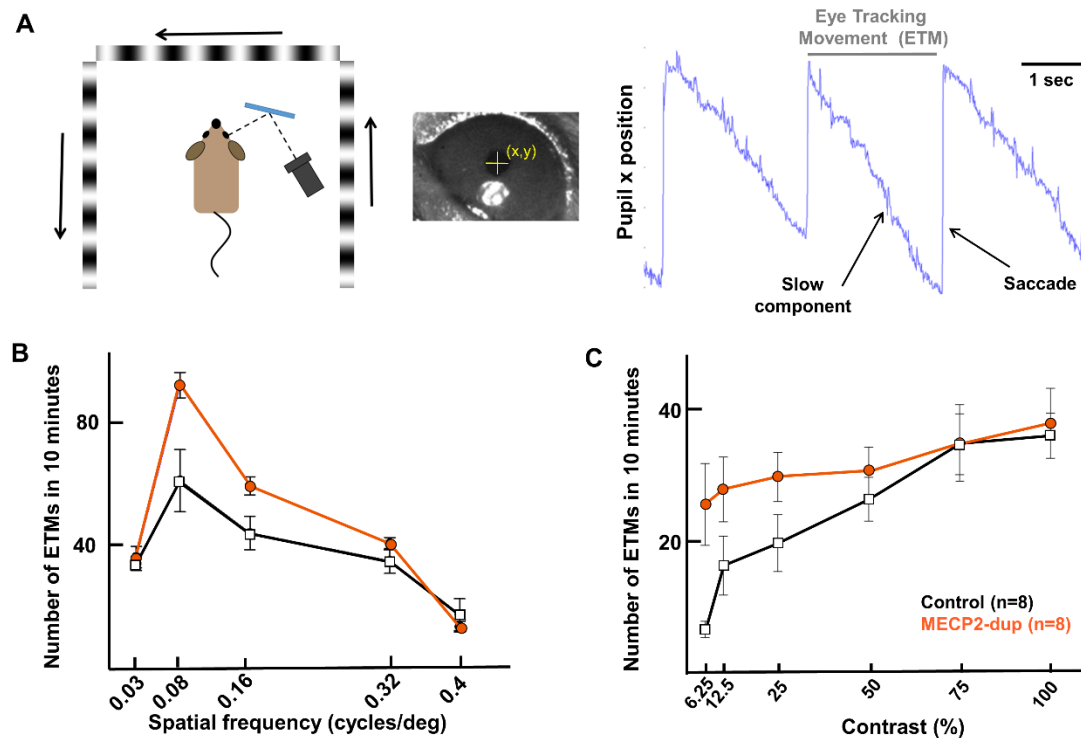 A
Eye Tracking
Movement (ETM)
1 sec
(x,y)
Pupil x position
Slow
component
Saccade
B
Number of ETMs in 10 minutes
80
40
0.03
0.08
0.16
0.32
0.4
Spatial frequency (cycles/deg)
C
Number of ETMs in 10 minutes
40
20
Control (n=8)
MECP2-dup (n=8)
6.25
12.5
25
50
75
100
Contrast (%)